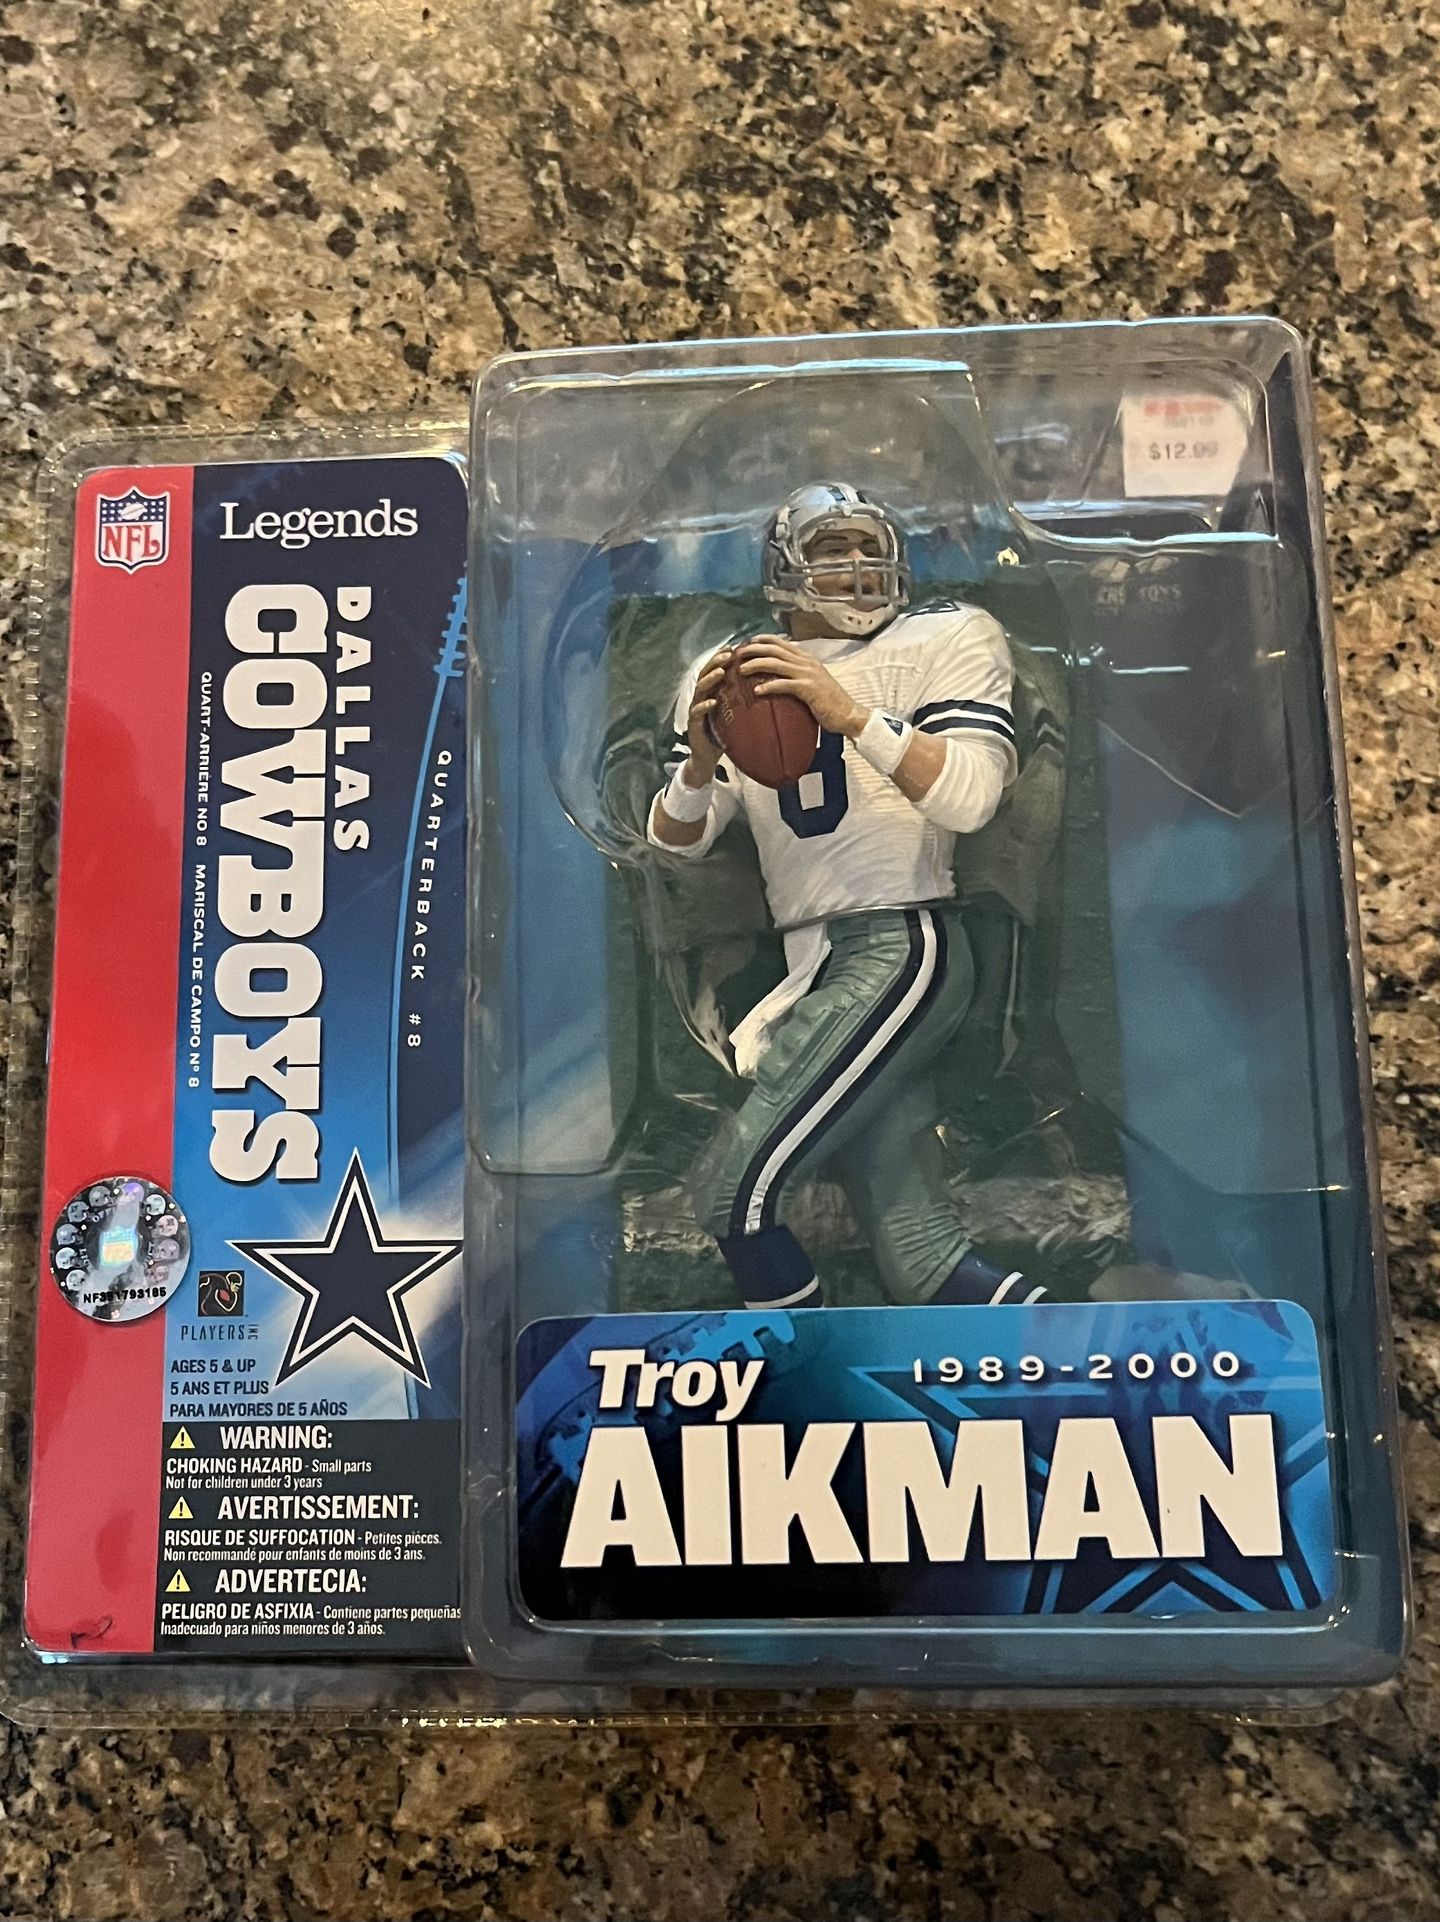 NFL
Legends
DALLAS
COWBOYS
QUARTERBACK #8
QUART-ARRIÈRE NO 8 MARISCAL DE CAMPO Nº 8
PLAYERS INC
AGES 5 & UP
5 ANS ET PLUS
PARA MAYORES DE 5 AÑOS
WARNING:
CHOKING HAZARD - Small parts
Not for children under 3 years
AVERTISSEMENT:
RISQUE DE SUFFOCATION - Petites pièces.
Non recommandé pour enfants de moins de 3 ans.
ADVERTECIA:
PELIGRO DE ASFIXIA - Contiene partes pequeñas
Inadecuado para niños menores de 3 años.
$12.99
8
Troy
1989-2000
AIKMAN